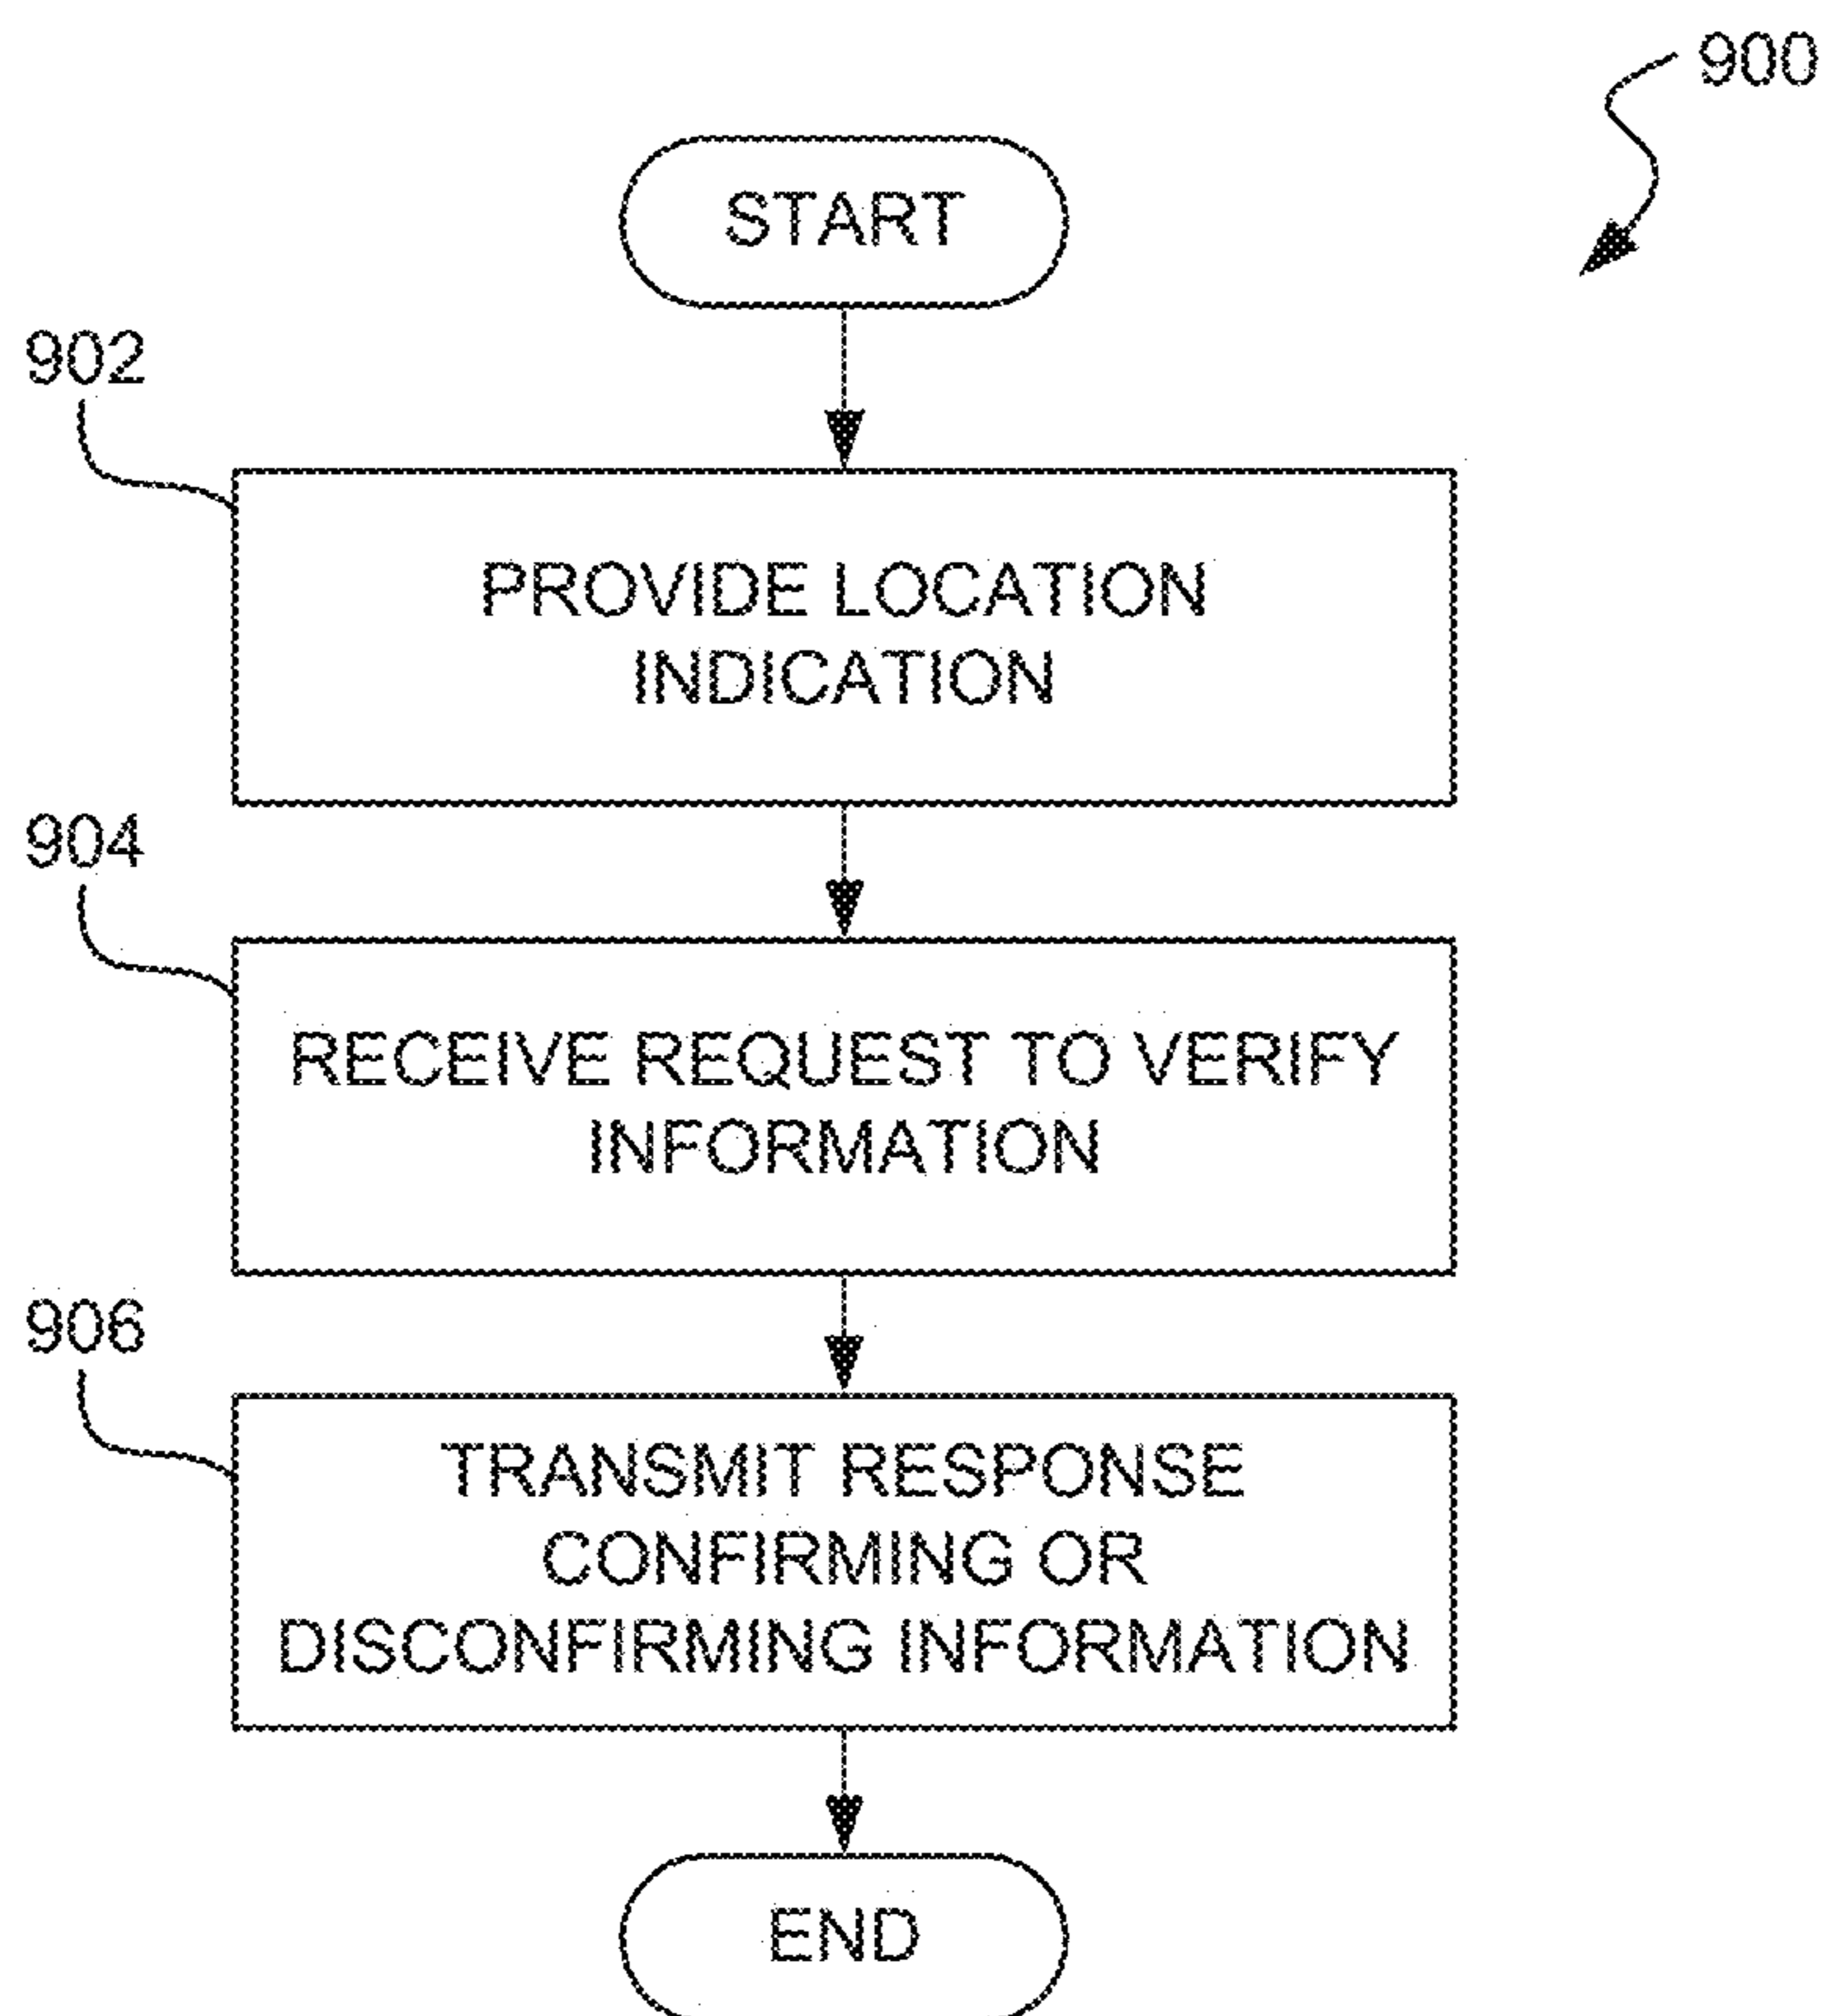 900
START
902
PROVIDE LOCATION
INDICATION
904
RECEIVE REQUEST TO VERIFY
INFORMATION
906
TRANSMIT RESPONSE
CONFIRMING OR
DISCONFIRMING INFORMATION
END